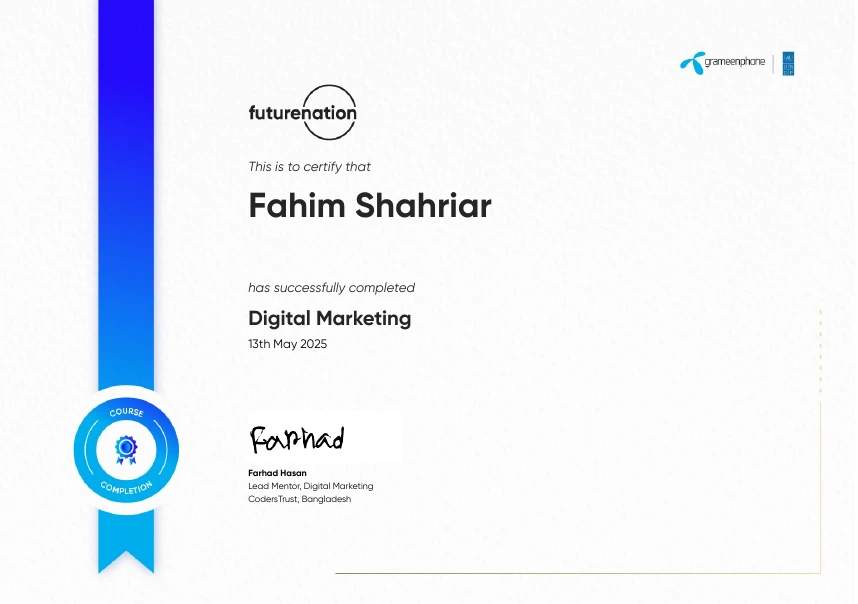 grameenphone
futurenation
This is to certify that
Fahim Shahriar
has successfully completed
Digital Marketing
13th May 2025
COURSE
COMPLETION
Farhad
Farhad Hasan
Lead Mentor, Digital Marketing
CodersTrust, Bangladesh